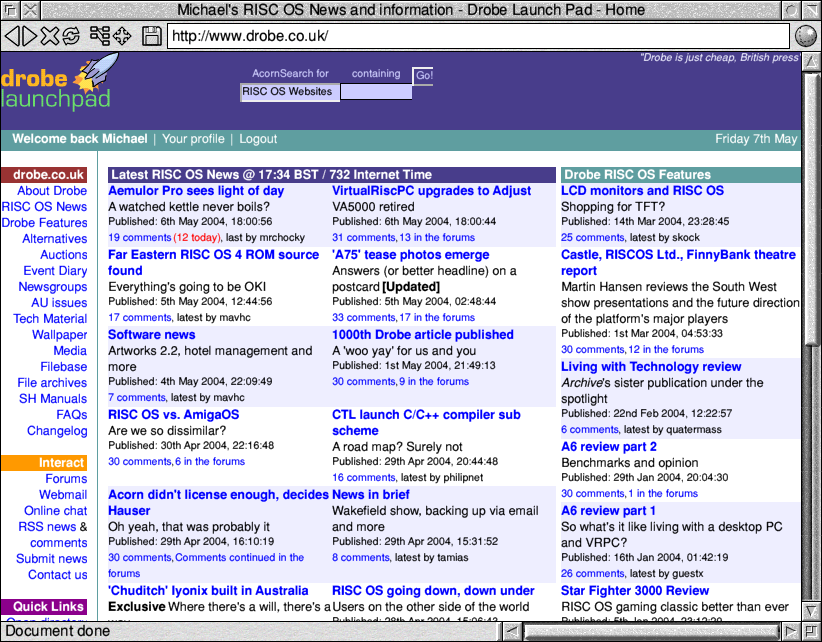 Michael's RISC OS News and information - Drobe Launch Pad - Home
http://www.drobe.co.uk/
"Drobe is just cheap, British press
drobe
launchpad
AcornSearch for
containing
Go!
RISC OS Websites
Welcome back Michael | Your profile | Logout
Friday 7th May
drobe.co.uk
About Drobe
RISC OS News
Drobe Features
Alternatives
Auctions
Event Diary
Newsgroups
AU issues
Tech Material
Wallpaper
Media
Filebase
File archives
SH Manuals
FAQs
Changelog
Interact
Forums
Webmail
Online chat
RSS news &
comments
Submit news
Contact us
Quick Links
Open directory
Latest RISC OS News @ 17:34 BST / 732 Internet Time
Aemulor Pro sees light of day
A watched kettle never boils?
Published: 6th May 2004, 18:00:56
19 comments (12 today), last by mrchocky
Far Eastern RISC OS 4 ROM source
found
Everything's going to be OKI
Published: 5th May 2004, 12:44:56
17 comments, latest by mavhc
Software news
Artworks 2.2, hotel management and
more
Published: 4th May 2004, 22:09:49
7 comments, latest by mavhc
RISC OS vs. AmigaOS
Are we so dissimilar?
Published: 30th Apr 2004, 22:16:48
30 comments, 6 in the forums
Acorn didn't license enough, decides
Hauser
Oh yeah, that was probably it
Published: 29th Apr 2004, 16:10:19
30 comments, Comments continued in the
forums
'Chuditch' Iyonix built in Australia
Exclusive Where there's a will, there's a
VirtualRiscPC upgrades to Adjust
VA5000 retired
Published: 6th May 2004, 18:00:44
31 comments, 13 in the forums
'A75' tease photos emerge
Answers (or better headline) on a
postcard [Updated]
Published: 5th May 2004, 02:48:44
33 comments, 17 in the forums
1000th Drobe article published
A 'woo yay' for us and you
Published: 1st May 2004, 21:49:13
30 comments, 9 in the forums
CTL launch C/C++ compiler sub
scheme
A road map? Surely not
Published: 29th Apr 2004, 20:44:48
16 comments, latest by philipnet
News in brief
Wakefield show, backing up via email
and more
Published: 29th Apr 2004, 15:31:52
8 comments, latest by tamias
RISC OS going down, down under
Users on the other side of the world
Published: 28th Apr 2004, 15:06:43
Drobe RISC OS Features
LCD monitors and RISC OS
Shopping for TFT?
Published: 14th Mar 2004, 23:28:45
25 comments, latest by skock
Castle, RISCOS Ltd., FinnyBank theatre
report
Martin Hansen reviews the South West
show presentations and the future direction
of the platform's major players
Published: 1st Mar 2004, 04:53:33
30 comments, 12 in the forums
Living with Technology review
Archive's sister publication under the
spotlight
Published: 22nd Feb 2004, 12:22:57
6 comments, latest by quatermass
A6 review part 2
Benchmarks and opinion
Published: 29th Jan 2004, 20:04:30
30 comments, 1 in the forums
A6 review part 1
So what's it like living with a desktop PC
and VRPC?
Published: 16th Jan 2004, 01:42:19
26 comments, latest by guestx
Star Fighter 3000 Review
RISC OS gaming classic better than ever
Published: 5th Jan 2004, 23:12:20
Document done